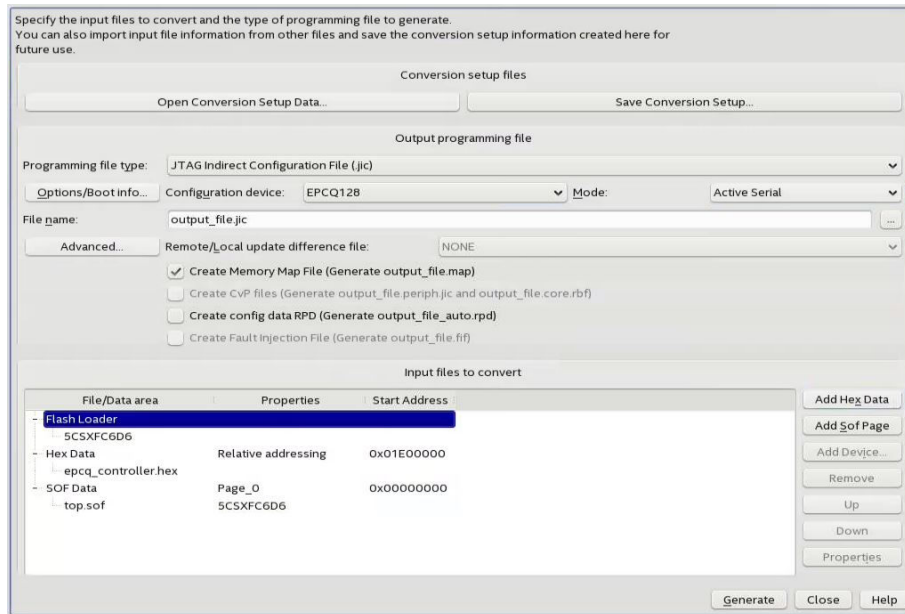 Specify the input files to convert and the type of programming file to generate.
You can also import input file information from other files and save the conversion setup information created here for
future use.
Conversion setup files
Open Conversion Setup Data... Save Conversion Setup...
Output programming file
Programming file type: JTAG Indirect Configuration File (.jic)
Options/Boot info... Configuration device: EPCQ128 Mode: Active Serial
File name: output_file.jic ...
Advanced... Remote/Local update difference file: NONE
Create Memory Map File (Generate output_file.map)
Create CvP files (Generate output_file.periph.jic and output_file.core.rbf)
Create config data RPD (Generate output_file_auto.rpd)
Create Fault Injection File (Generate output_file.fif)
Input files to convert
File/Data area Properties Start Address Add Hex Data
Flash Loader Add Sof Page
5CSXFC6D6
Hex Data Relative addressing 0x01E00000 Add Device...
epcq_controller.hex Remove
SOF Data Page_0 0x00000000
top.sof 5CSXFC6D6 Up
Down
Properties
Generate Close Help